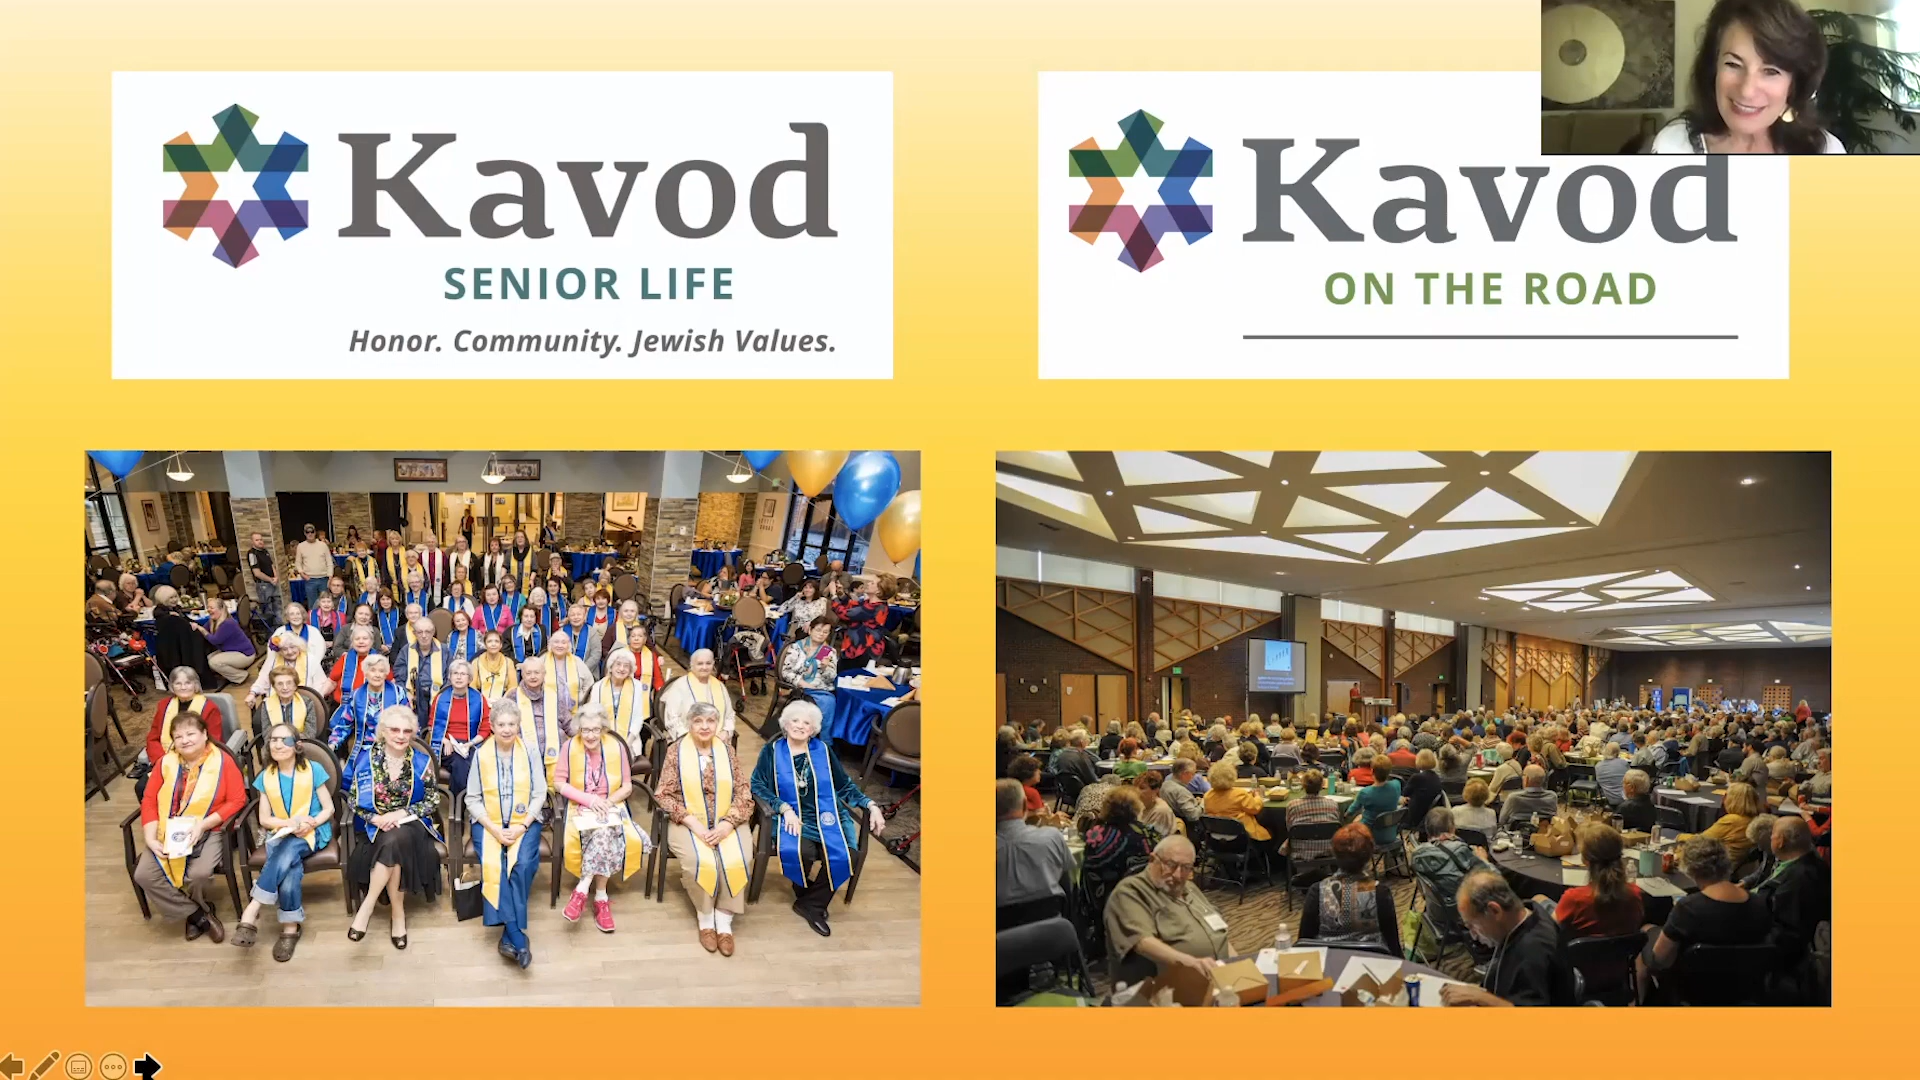 Kavod
SENIOR LIFE
Honor. Community. Jewish Values.
Kavod
ON THE ROAD